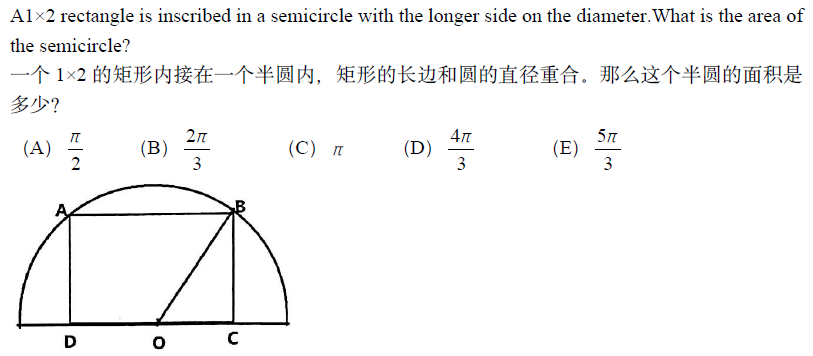 A1×2 rectangle is inscribed in a semicircle with the longer side on the diameter.What is the area of
the semicircle?
一个 1×2 的矩形内接在一个半圆内，矩形的长边和圆的直径重合。那么这个半圆的面积是
多少？
(A) π/2 (B) 2π/3 (C) π (D) 4π/3 (E) 5π/3
A B
D O C